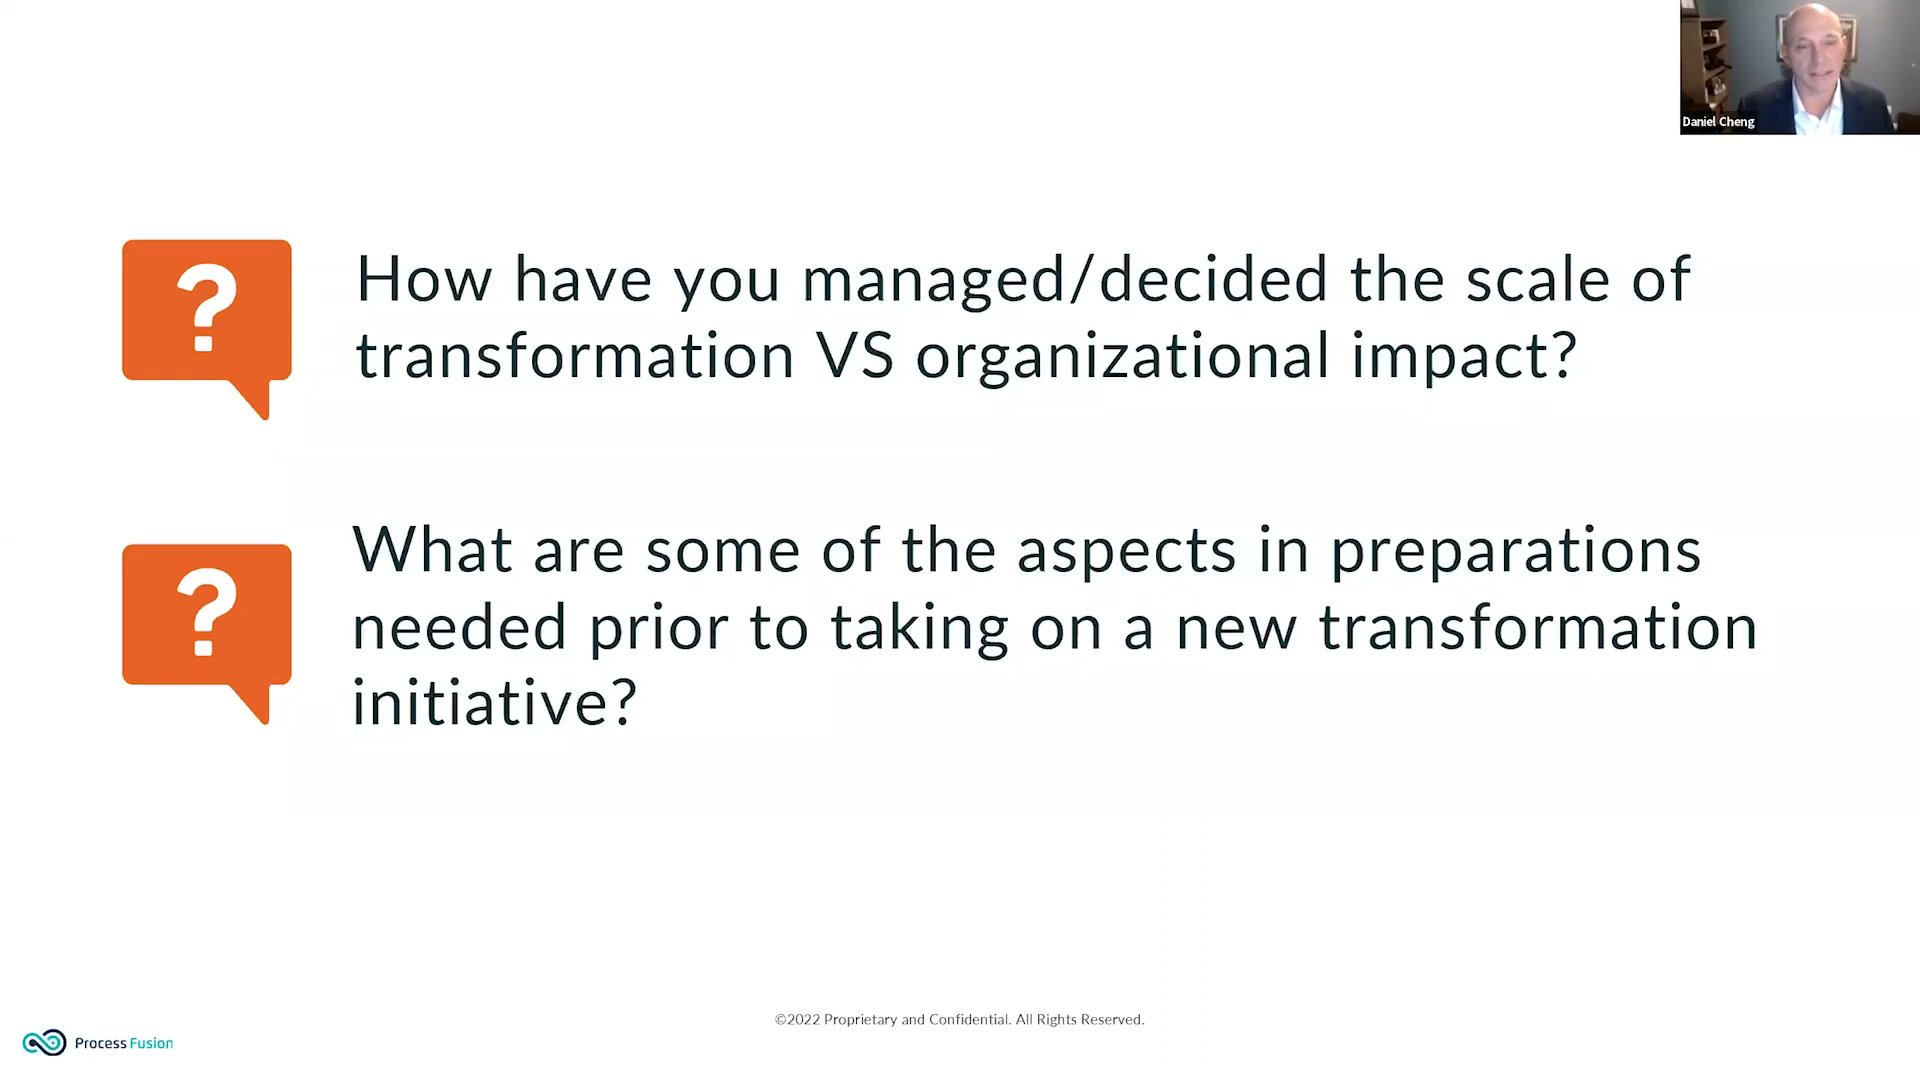 Daniel Cheng
?
How have you managed/decided the scale of
transformation VS organizational impact?
?
What are some of the aspects in preparations
needed prior to taking on a new transformation
initiative?
©2022 Proprietary and Confidential. All Rights Reserved.
Process Fusion